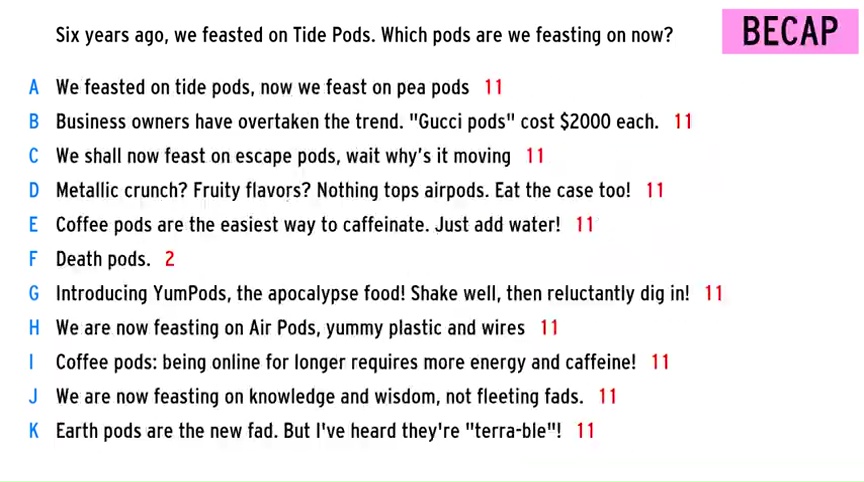 Six years ago, we feasted on Tide Pods. Which pods are we feasting on now?
BECAP
A We feasted on tide pods, now we feast on pea pods 11
B Business owners have overtaken the trend. "Gucci pods" cost $2000 each. 11
C We shall now feast on escape pods, wait why's it moving 11
D Metallic crunch? Fruity flavors? Nothing tops airpods. Eat the case too! 11
E Coffee pods are the easiest way to caffeinate. Just add water! 11
F Death pods. 2
G Introducing YumPods, the apocalypse food! Shake well, then reluctantly dig in! 11
H We are now feasting on Air Pods, yummy plastic and wires 11
I Coffee pods: being online for longer requires more energy and caffeine! 11
J We are now feasting on knowledge and wisdom, not fleeting fads. 11
K Earth pods are the new fad. But I've heard they're "terra-ble"! 11